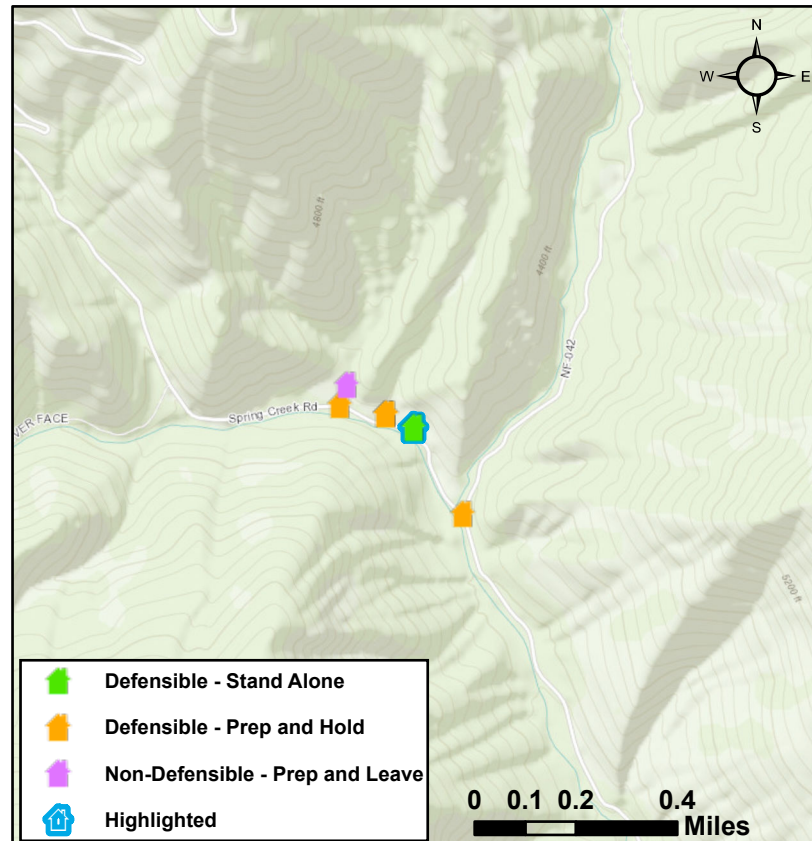 N
W E
S
4800 ft
4400 ft
NF-042
Spring Creek Rd
VER FACE
5200 ft
Defensible - Stand Alone
Defensible - Prep and Hold
Non-Defensible - Prep and Leave
Highlighted
0 0.1 0.2 0.4
Miles